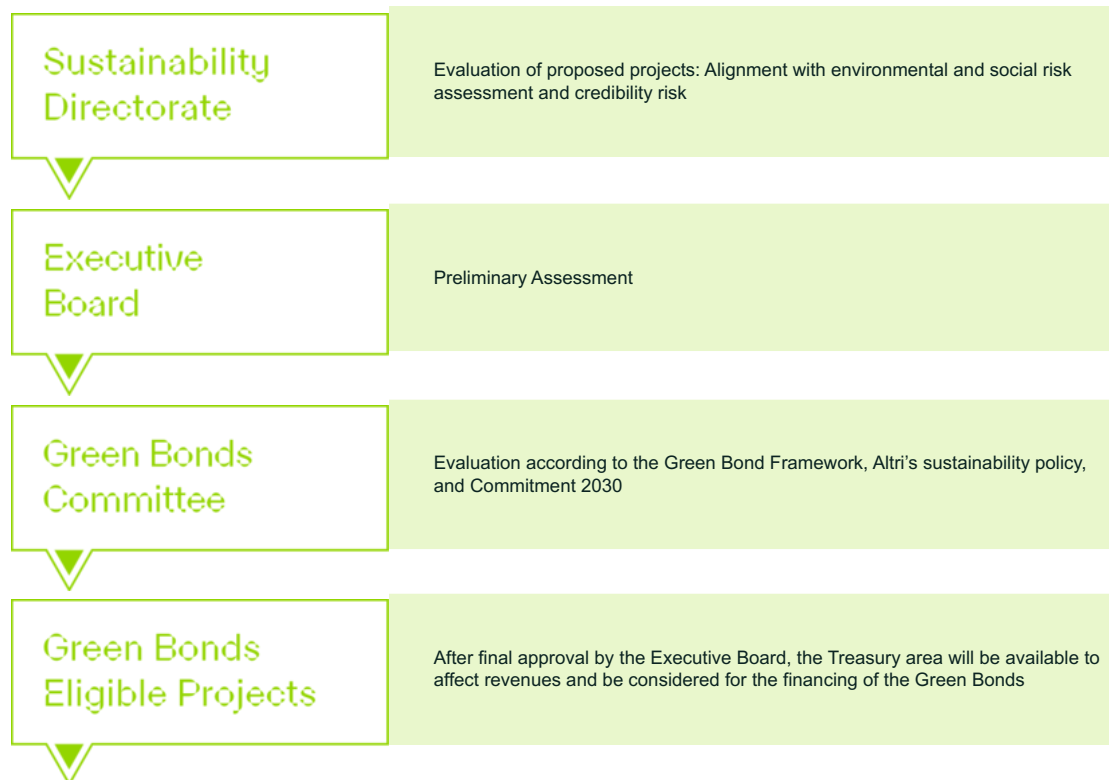 Sustainability
Directorate
Evaluation of proposed projects: Alignment with environmental and social risk
assessment and credibility risk
Executive
Board
Preliminary Assessment
Green Bonds
Committee
Evaluation according to the Green Bond Framework, Altri’s sustainability policy,
and Commitment 2030
Green Bonds
Eligible Projects
After final approval by the Executive Board, the Treasury area will be available to
affect revenues and be considered for the financing of the Green Bonds